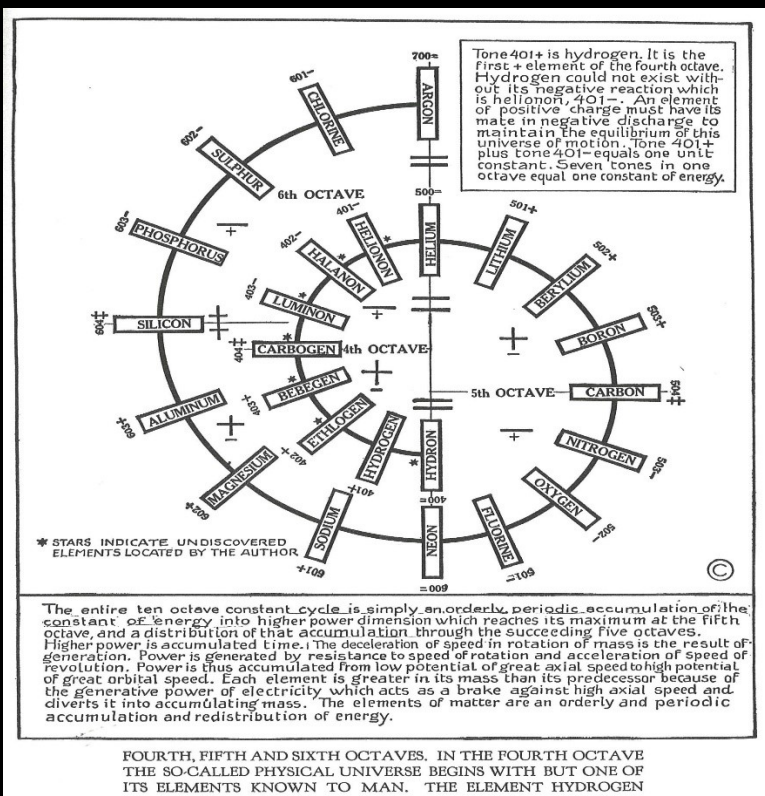 Tone 401+ is hydrogen. It is the
first + element of the fourth octave.
Hydrogen could not exist with-
out its negative reaction which
is helionon, 401-. An element
of positive charge must have its
mate in negative discharge to
maintain the equilibrium of this
universe of motion. Tone 401+
plus tone 401- equals one unit
constant. Seven tones in one
octave equal one constant of energy.
700=
ARGON
601-
CHLORINE
602-
SULPHUR
603-
PHOSPHORUS
604‡
SILICON
603+
ALUMINUM
602+
MAGNESIUM
601+
SODIUM
600=
NEON
6th OCTAVE
500=
HELIUM
401-
HELIONON
*
402-
HALANON
*
403-
LUMINON
*
404‡
CARBOGEN
*
4th OCTAVE
403+
BEBEGEN
*
402+
ETHLOGEN
*
401+
HYDROGEN
400=
HYDRON
*
501+
LITHIUM
502+
BERYLIUM
503+
BORON
5th OCTAVE
504‡
CARBON
503-
NITROGEN
502-
OXYGEN
501-
FLUORINE
* STARS INDICATE UNDISCOVERED
ELEMENTS LOCATED BY THE AUTHOR
©
The entire ten octave constant cycle is simply an orderly periodic accumulation of the
constant of energy into higher power dimension which reaches its maximum at the fifth
octave, and a distribution of that accumulation through the succeeding five octaves.
Higher power is accumulated time. The deceleration of speed in rotation of mass is the result of
generation. Power is generated by resistance to speed of rotation and acceleration of speed of
revolution. Power is thus accumulated from low potential of great axial speed to high potential
of great orbital speed. Each element is greater in its mass than its predecessor because of
the generative power of electricity which acts as a brake against high axial speed and
diverts it into accumulating mass. The elements of matter are an orderly and periodic
accumulation and redistribution of energy.
FOURTH, FIFTH AND SIXTH OCTAVES. IN THE FOURTH OCTAVE
THE SO-CALLED PHYSICAL UNIVERSE BEGINS WITH BUT ONE OF
ITS ELEMENTS KNOWN TO MAN. THE ELEMENT HYDROGEN